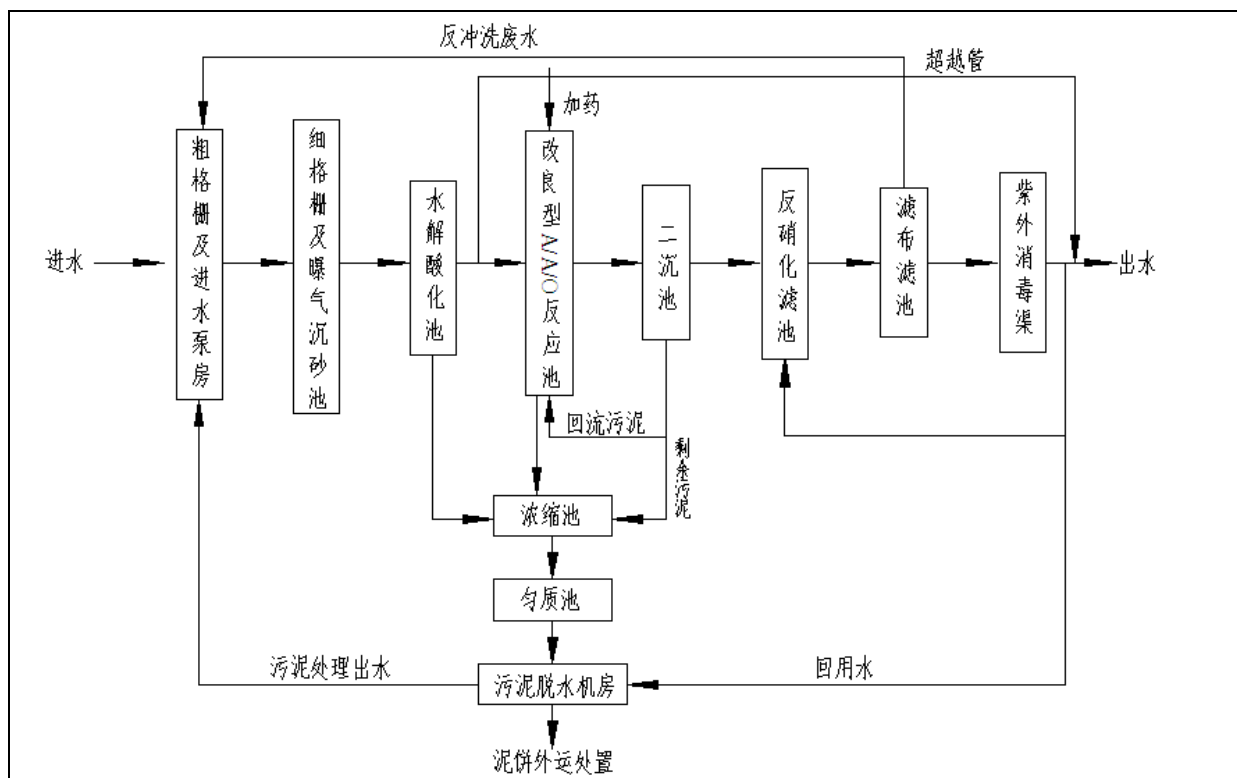 反冲洗废水
超越管
加药
进水
粗格栅及进水泵房
细格栅及曝气沉砂池
水解酸化池
改良型A/A/O反应池
二沉池
反硝化滤池
滤布滤池
紫外消毒渠
出水
回流污泥
剩余污泥
浓缩池
匀质池
污泥处理出水
污泥脱水机房
回用水
泥饼外运处置